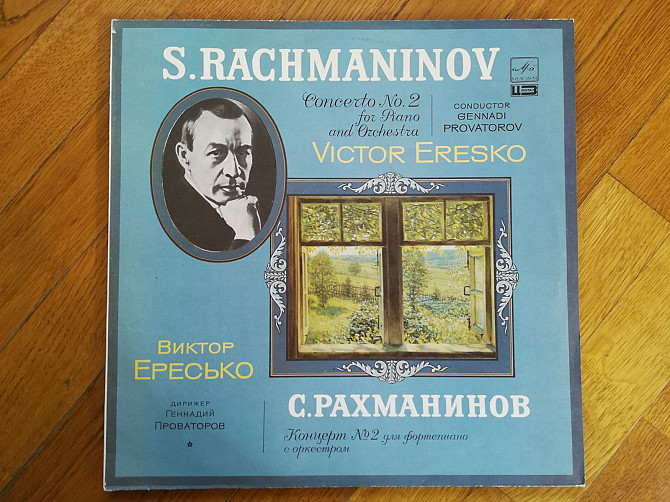 S.RACHMANINOV
Concerto No. 2
for Piano
and Orchestra
CONDUCTOR
GENNADI
PROVATOROV
VICTOR ERESKO
ВИКТОР
ЕРЕСЬКО
ДИРИЖЕР
ГЕННАДИЙ
ПРОВАТОРОВ
С.РАХМАНИНОВ
Концерт №2 для фортепиано
с оркестром